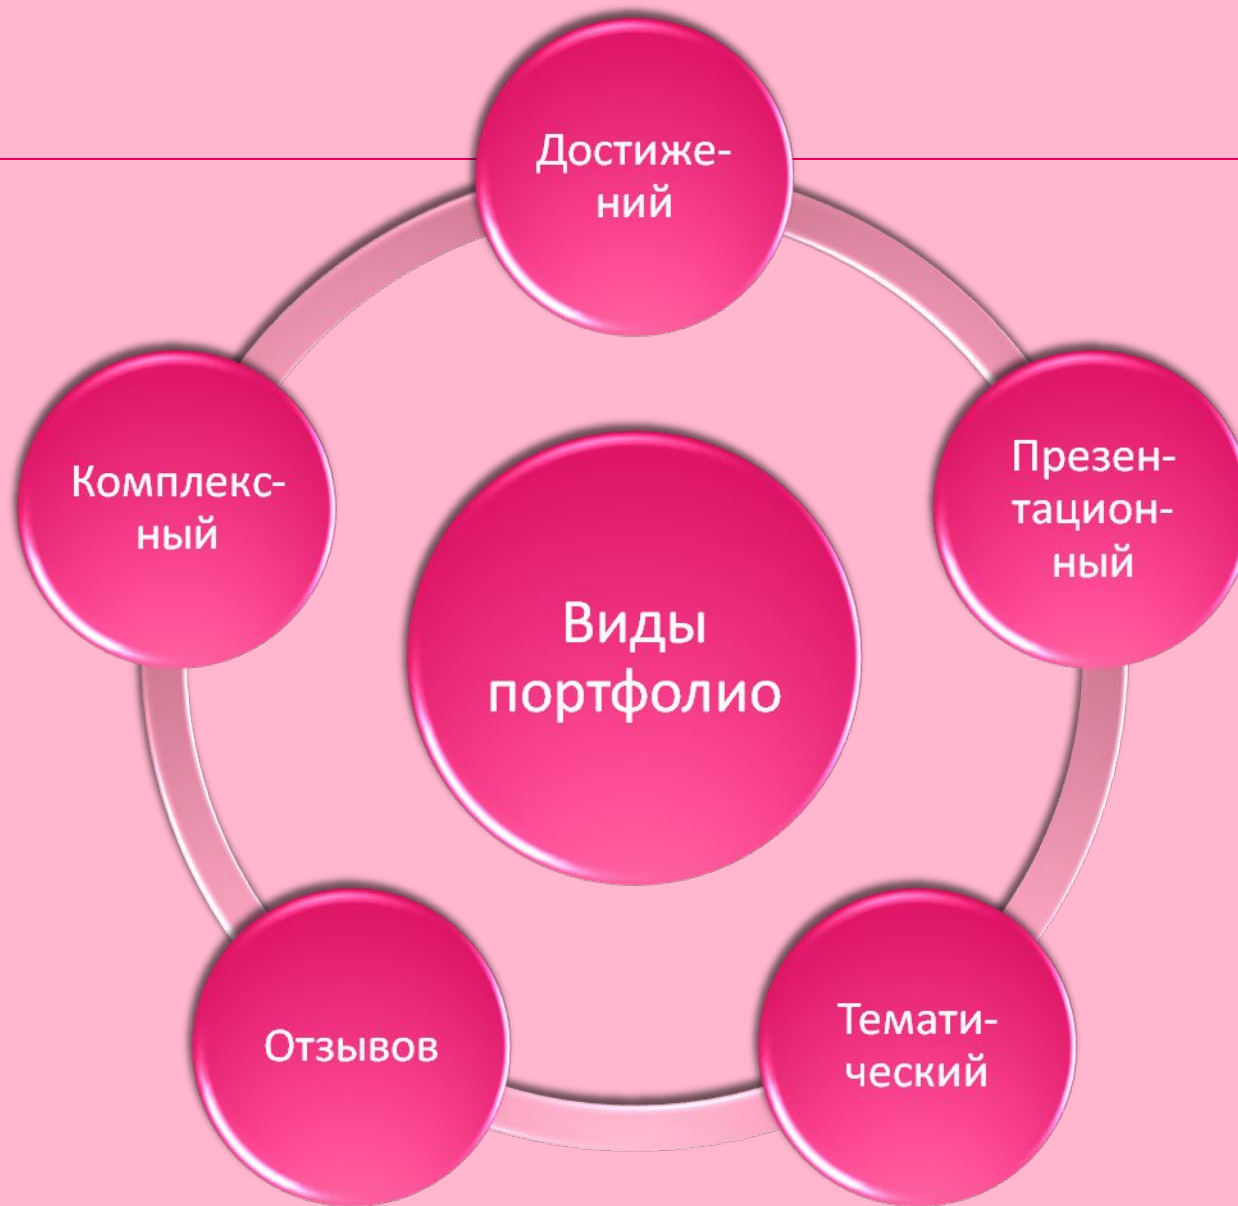 Достиже-
ний
Презен-
тацион-
ный
Комплекс-
ный
Виды
портфолио
Отзывов
Темати-
ческий